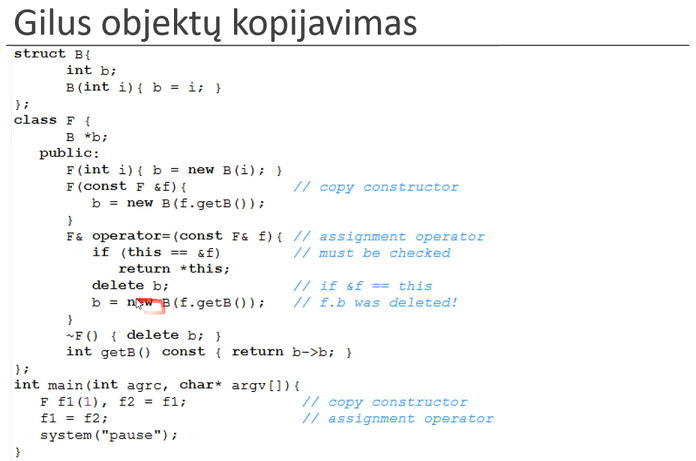 Gilus objektų kopijavimas
struct B{
int b;
B(int i){ b = i; }
};
class F {
B *b;
public:
F(int i){ b = new B(i); }
F(const F &f){ // copy constructor
b = new B(f.getB());
}
F& operator=(const F& f){ // assignment operator
if (this == &f) // must be checked
return *this;
delete b; // if &f == this
b = new B(f.getB()); // f.b was deleted!
}
~F() { delete b; }
int getB() const { return b->b; }
};
int main(int agrc, char* argv[]){
F f1(1), f2 = f1; // copy constructor
f1 = f2; // assignment operator
system("pause");
}